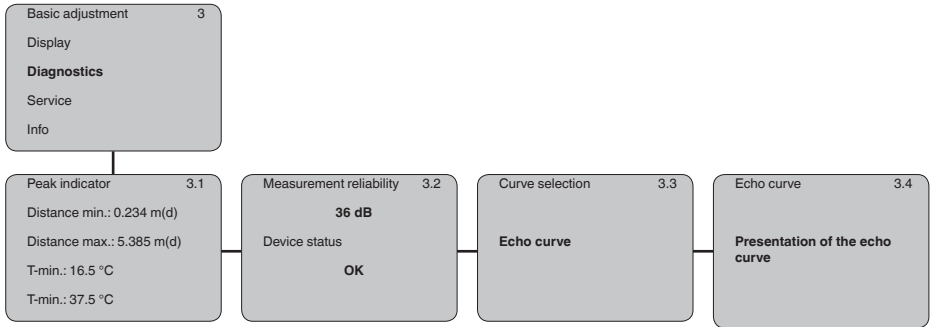 Basic adjustment 3
Display
Diagnostics
Service
Info
Peak indicator 3.1
Distance min.: 0.234 m(d)
Distance max.: 5.385 m(d)
T-min.: 16.5 °C
T-min.: 37.5 °C
Measurement reliability 3.2
36 dB
Device status
OK
Curve selection 3.3
Echo curve
Echo curve 3.4
Presentation of the echo
curve